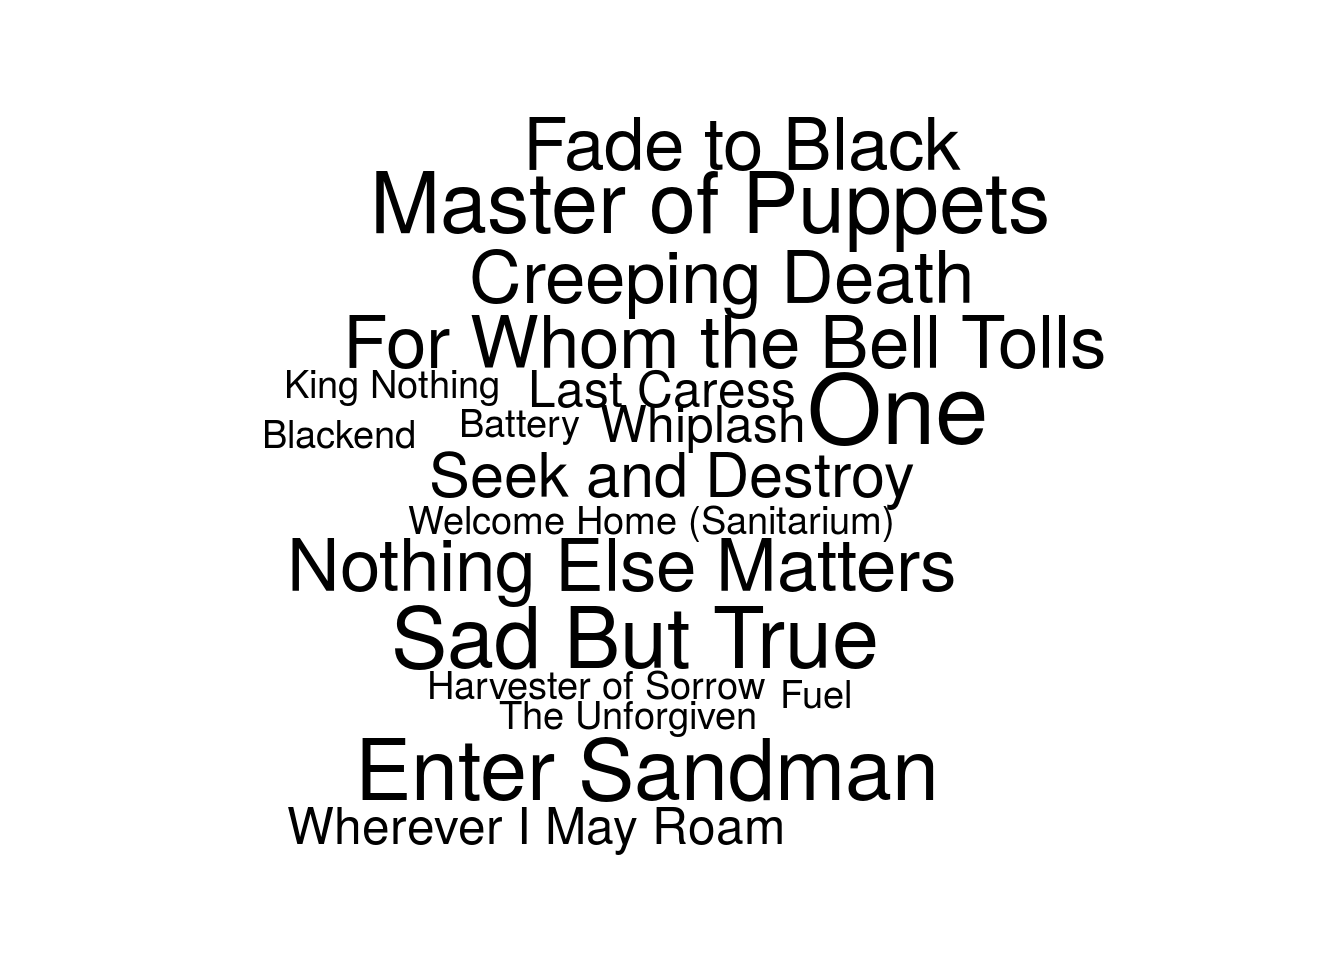 Fade to Black
Master of Puppets
Creeping Death
For Whom the Bell Tolls
King Nothing
Last Caress
One
Blackend
Battery
Whiplash
Seek and Destroy
Welcome Home (Sanitarium)
Nothing Else Matters
Sad But True
Harvester of Sorrow
Fuel
The Unforgiven
Enter Sandman
Wherever I May Roam